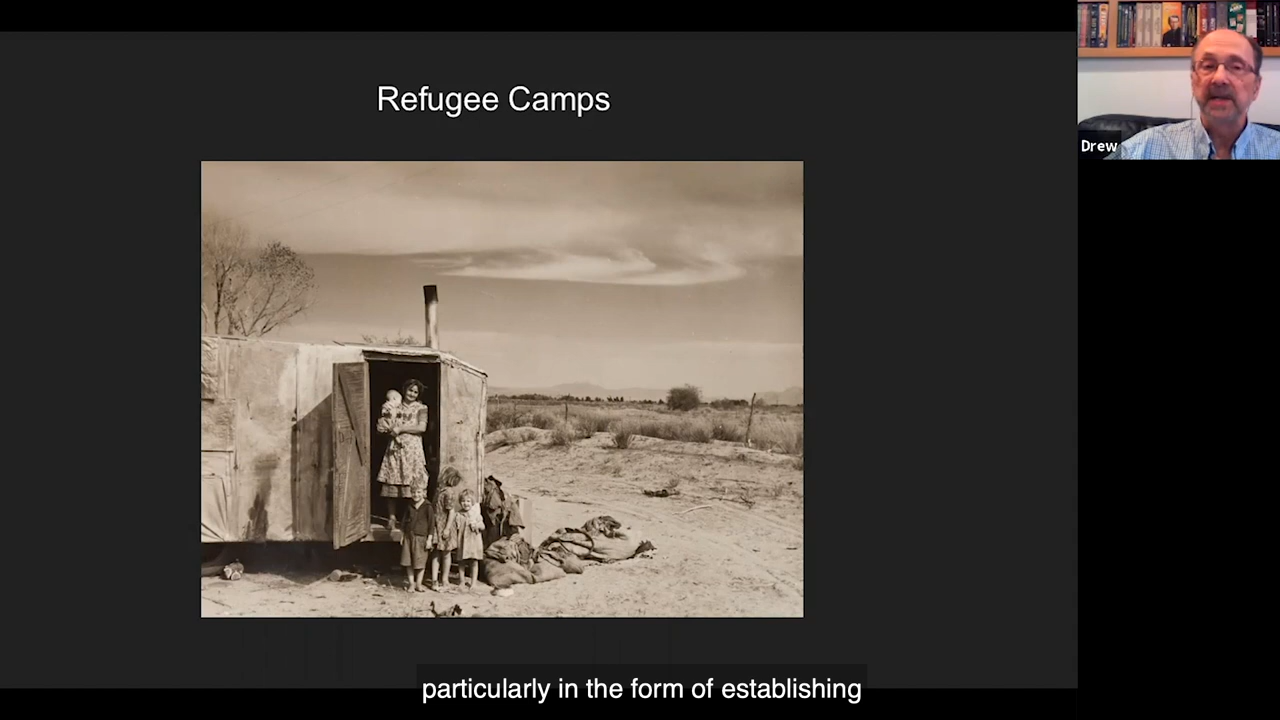 Refugee Camps
Drew
particularly in the form of establishing